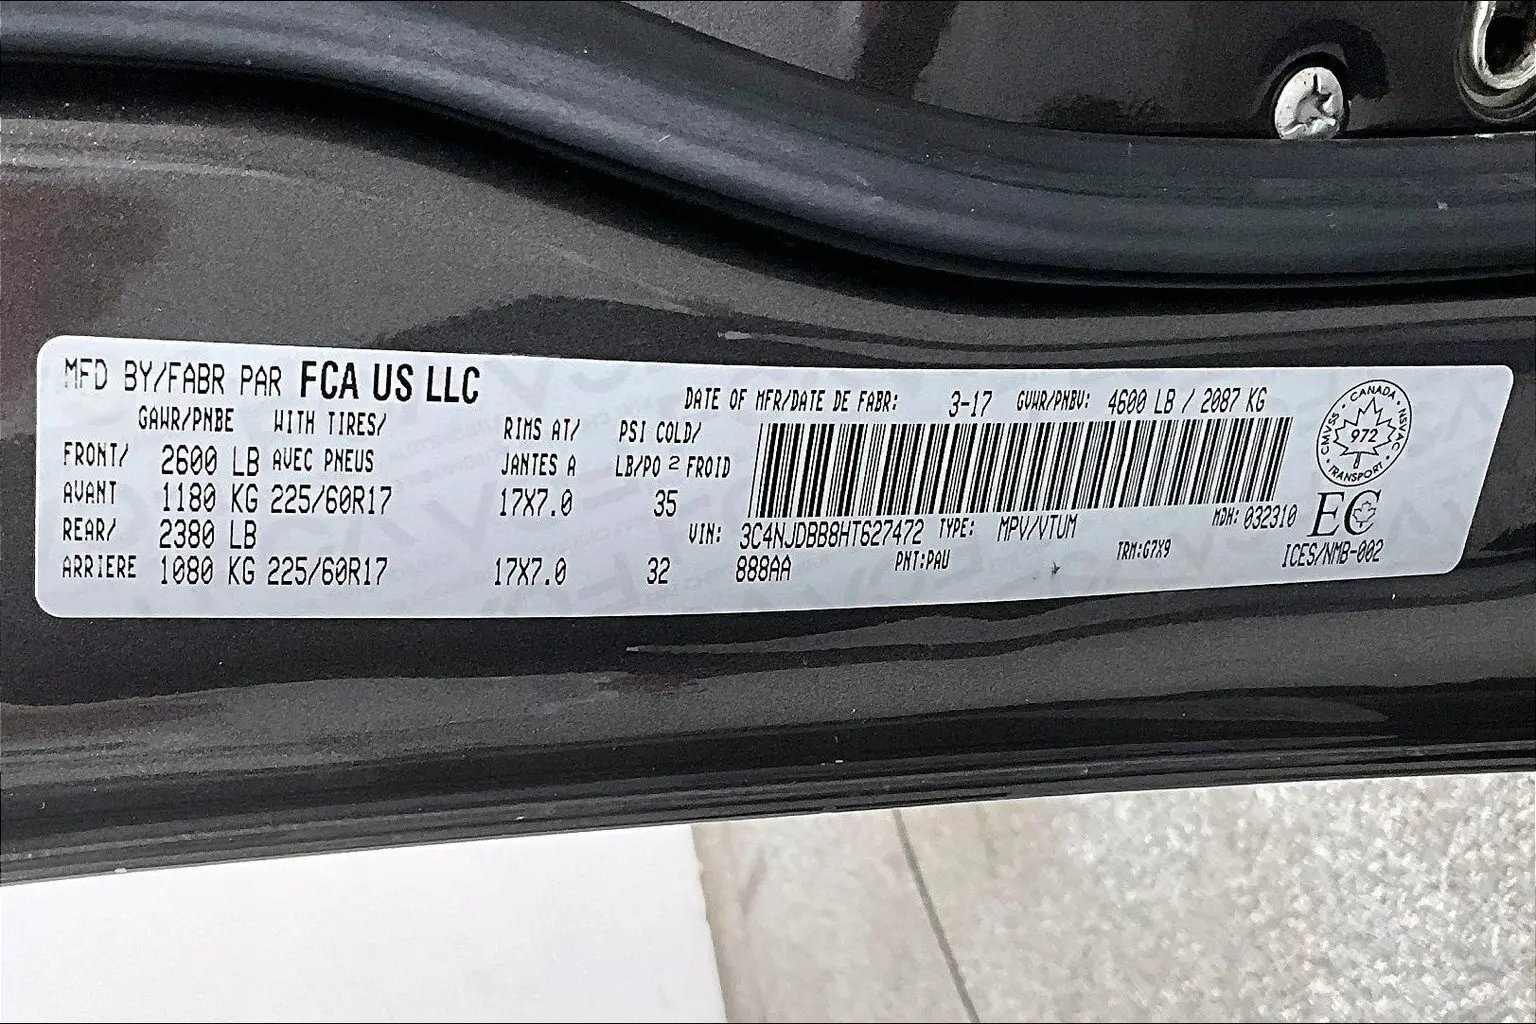 MFD BY/FABR PAR FCA US LLC
DATE OF MFR/DATE DE FABR: 3-17 GVWR/PNBV: 4600 LB / 2087 KG
GAWR/PNBE WITH TIRES/ RIMS AT/ PSI COLD/
FRONT/ 2600 LB AVEC PNEUS JANTES A LB/PO 2 FROID
AVANT 1180 KG 225/60R17 17X7.0 35
REAR/ 2380 LB
VIN: 3C4NJDBB8HT627472 TYPE: MPV/VTUM MDH: 032310
ARRIERE 1080 KG 225/60R17 17X7.0 32
888AA PNT:PAU TRM:G7X9
CANADA
CMVSS NSVAC
972
TRANSPORT
EC
ICES/NMB-002